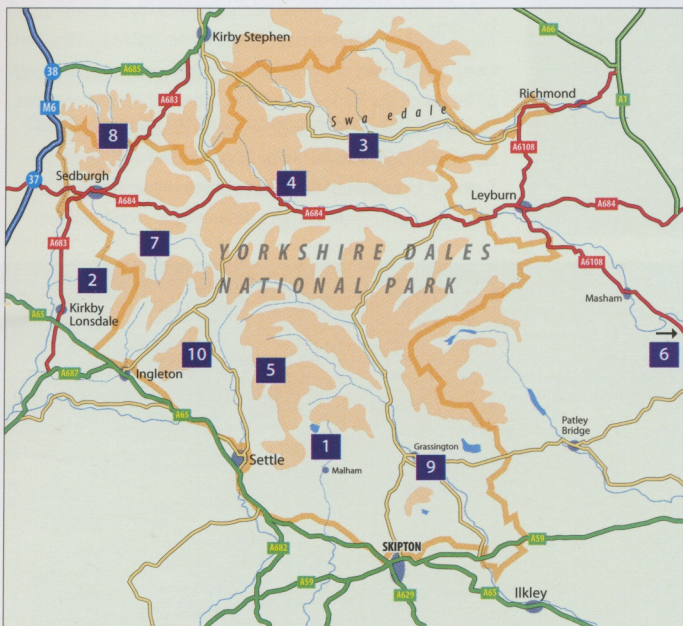 Kirby Stephen
A66
38
A685
M6
A683
Richmond
A1
Swa edale
8
3
A6108
37
Sedburgh
4
Leyburn
A684
A684
A684
A683
7
YORKSHIRE DALES
NATIONAL PARK
2
A6108
Masham
Kirkby
Lonsdale
A65
6
10
5
A687
Ingleton
A65
Patley
Bridge
1
Grassington
Settle
Malham
9
SKIPTON
A682
A59
A59
A65
A629
Ilkley